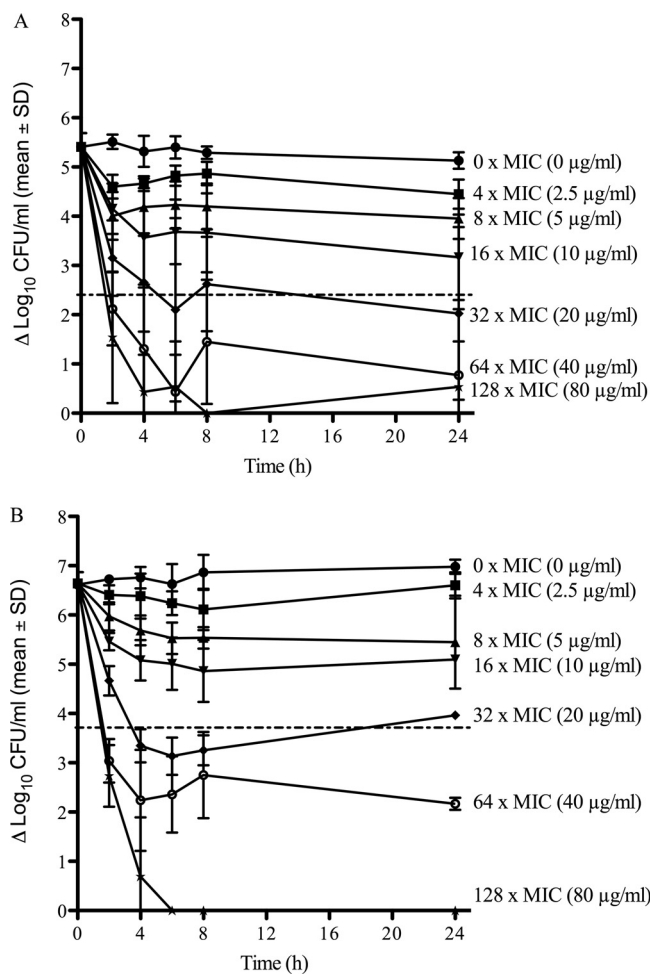 A
Δ Log10 CFU/ml (mean ± SD)
8
7
6
5
4
3
2
1
0
0 x MIC (0 µg/ml)
4 x MIC (2.5 µg/ml)
8 x MIC (5 µg/ml)
16 x MIC (10 µg/ml)
32 x MIC (20 µg/ml)
64 x MIC (40 µg/ml)
128 x MIC (80 µg/ml)
0 4 8 12 16 20 24
Time (h)
B
Δ Log10 CFU/ml (mean ± SD)
8
7
6
5
4
3
2
1
0
0 x MIC (0 µg/ml)
4 x MIC (2.5 µg/ml)
8 x MIC (5 µg/ml)
16 x MIC (10 µg/ml)
32 x MIC (20 µg/ml)
64 x MIC (40 µg/ml)
128 x MIC (80 µg/ml)
0 4 8 12 16 20 24
Time (h)